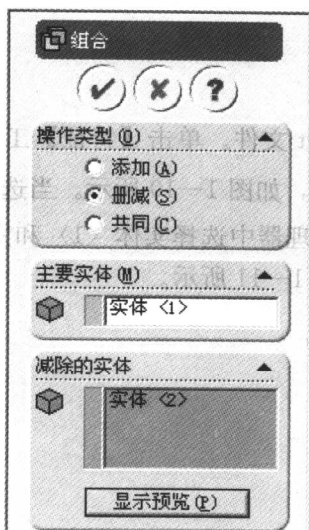 组合
?
操作类型(O)
添加(A)
删减(S)
共同(C)
主要实体(M)
实体 <1>
减除的实体
实体 <2>
显示预览(P)